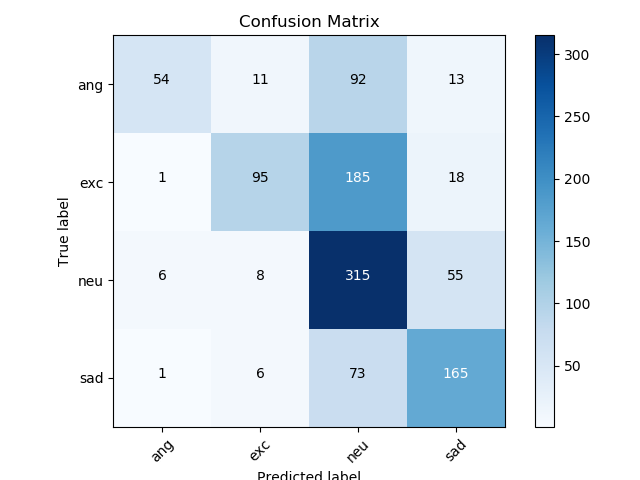 Confusion Matrix
True label
ang 54 11 92 13
exc 1 95 185 18
neu 6 8 315 55
sad 1 6 73 165
ang exc neu sad
Predicted label
300
250
200
150
100
50